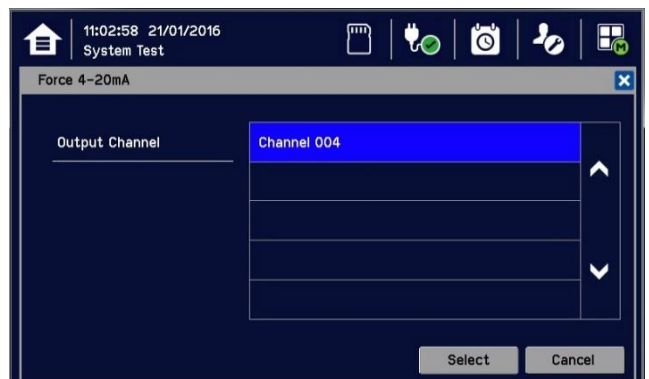 11:02:58 21/01/2016
System Test
Force 4-20mA
Output Channel
Channel 004
Select
Cancel
M